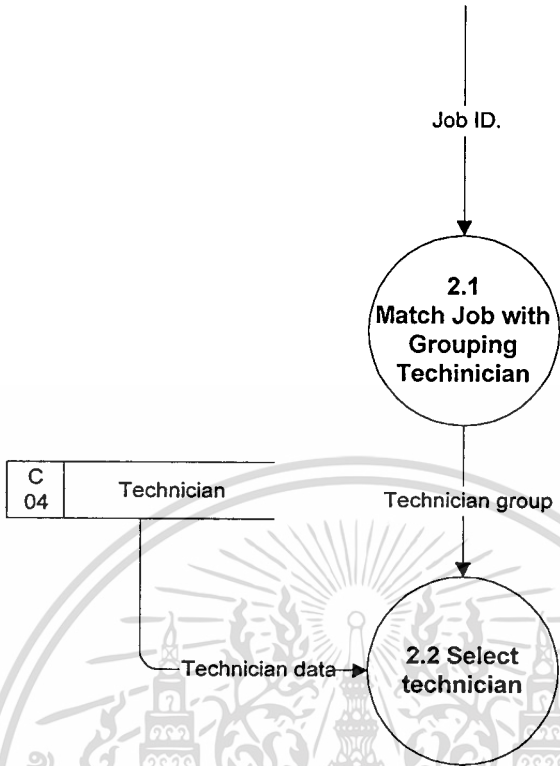 Job ID.
2.1
Match Job with
Grouping
Techinician
C
04
Technician
Technician group
Technician data
2.2 Select
technician